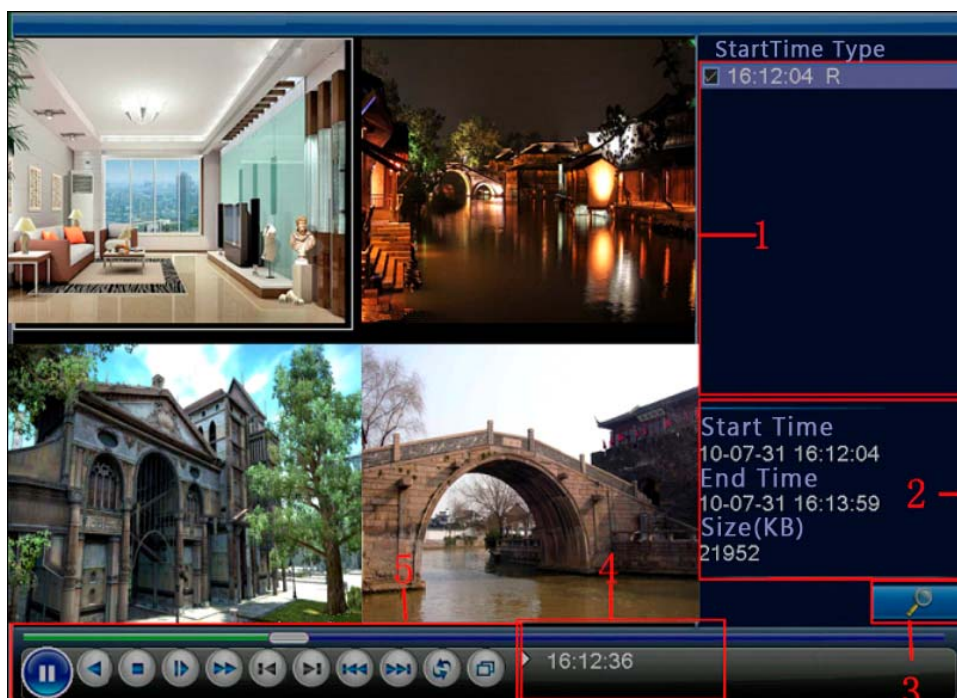 StartTime Type
16:12:04 R
1
Start Time
10-07-31 16:12:04
End Time
10-07-31 16:13:59
Size(KB)
21952
2
5
4
16:12:36
3